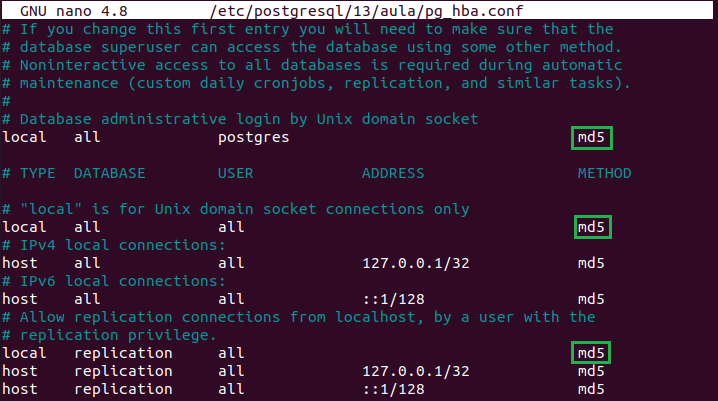 GNU nano 4.8 /etc/postgresql/13/aula/pg_hba.conf
# If you change this first entry you will need to make sure that the
# database superuser can access the database using some other method.
# Noninteractive access to all databases is required during automatic
# maintenance (custom daily cronjobs, replication, and similar tasks).
#
# Database administrative login by Unix domain socket
local all postgres md5
# TYPE DATABASE USER ADDRESS METHOD
# "local" is for Unix domain socket connections only
local all all md5
# IPv4 local connections:
host all all 127.0.0.1/32 md5
# IPv6 local connections:
host all all ::1/128 md5
# Allow replication connections from localhost, by a user with the
# replication privilege.
local replication all md5
host replication all 127.0.0.1/32 md5
host replication all ::1/128 md5